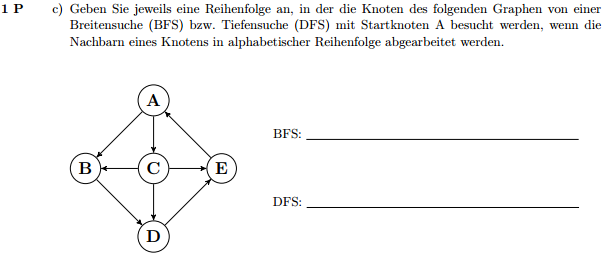 1 P c) Geben Sie jeweils eine Reihenfolge an, in der die Knoten des folgenden Graphen von einer
Breitensuche (BFS) bzw. Tiefensuche (DFS) mit Startknoten A besucht werden, wenn die
Nachbarn eines Knotens in alphabetischer Reihenfolge abgearbeitet werden.
A
BFS:
B C E
DFS:
D